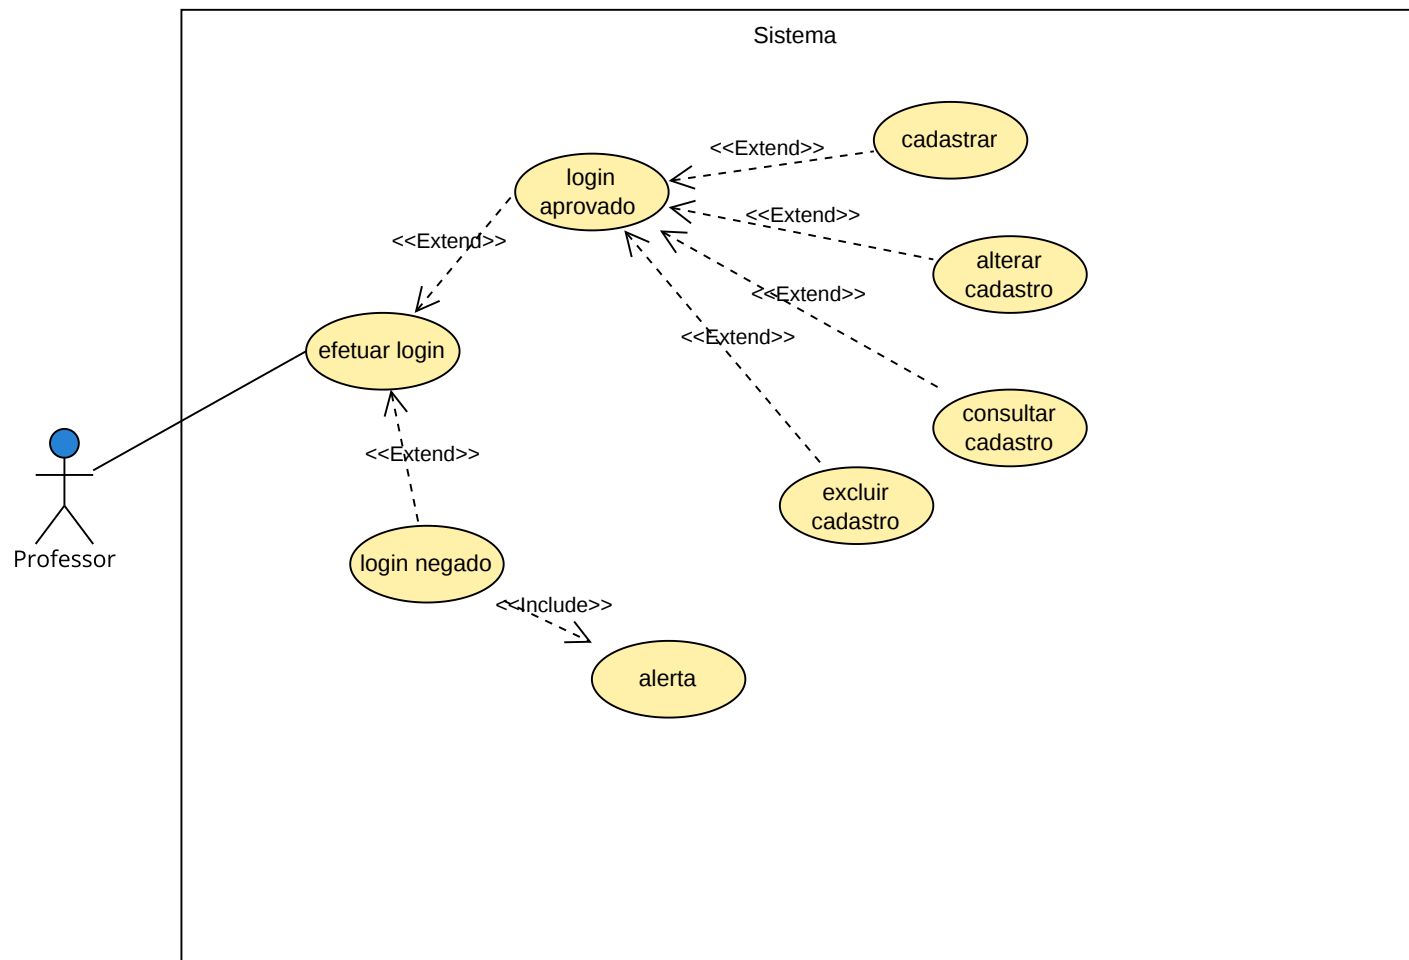 Sistema
cadastrar
<<Extend>>
login
aprovado
<<Extend>>
<<Extend>>
alterar
cadastro
<<Extend>>
<<Extend>>
efetuar login
consultar
cadastro
<<Extend>>
excluir
cadastro
Professor
login negado
<<Include>>
alerta